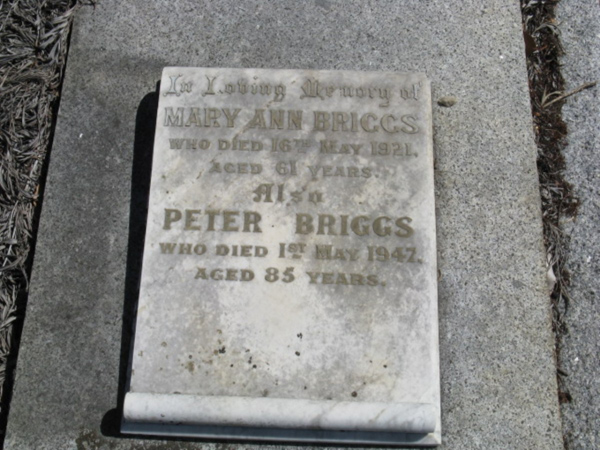 In Loving Memory of
MARY ANN BRIGGS
WHO DIED 16TH MAY 1921.
AGED 61 YEARS.
Also
PETER BRIGGS
WHO DIED 1ST MAY 1947.
AGED 85 YEARS.